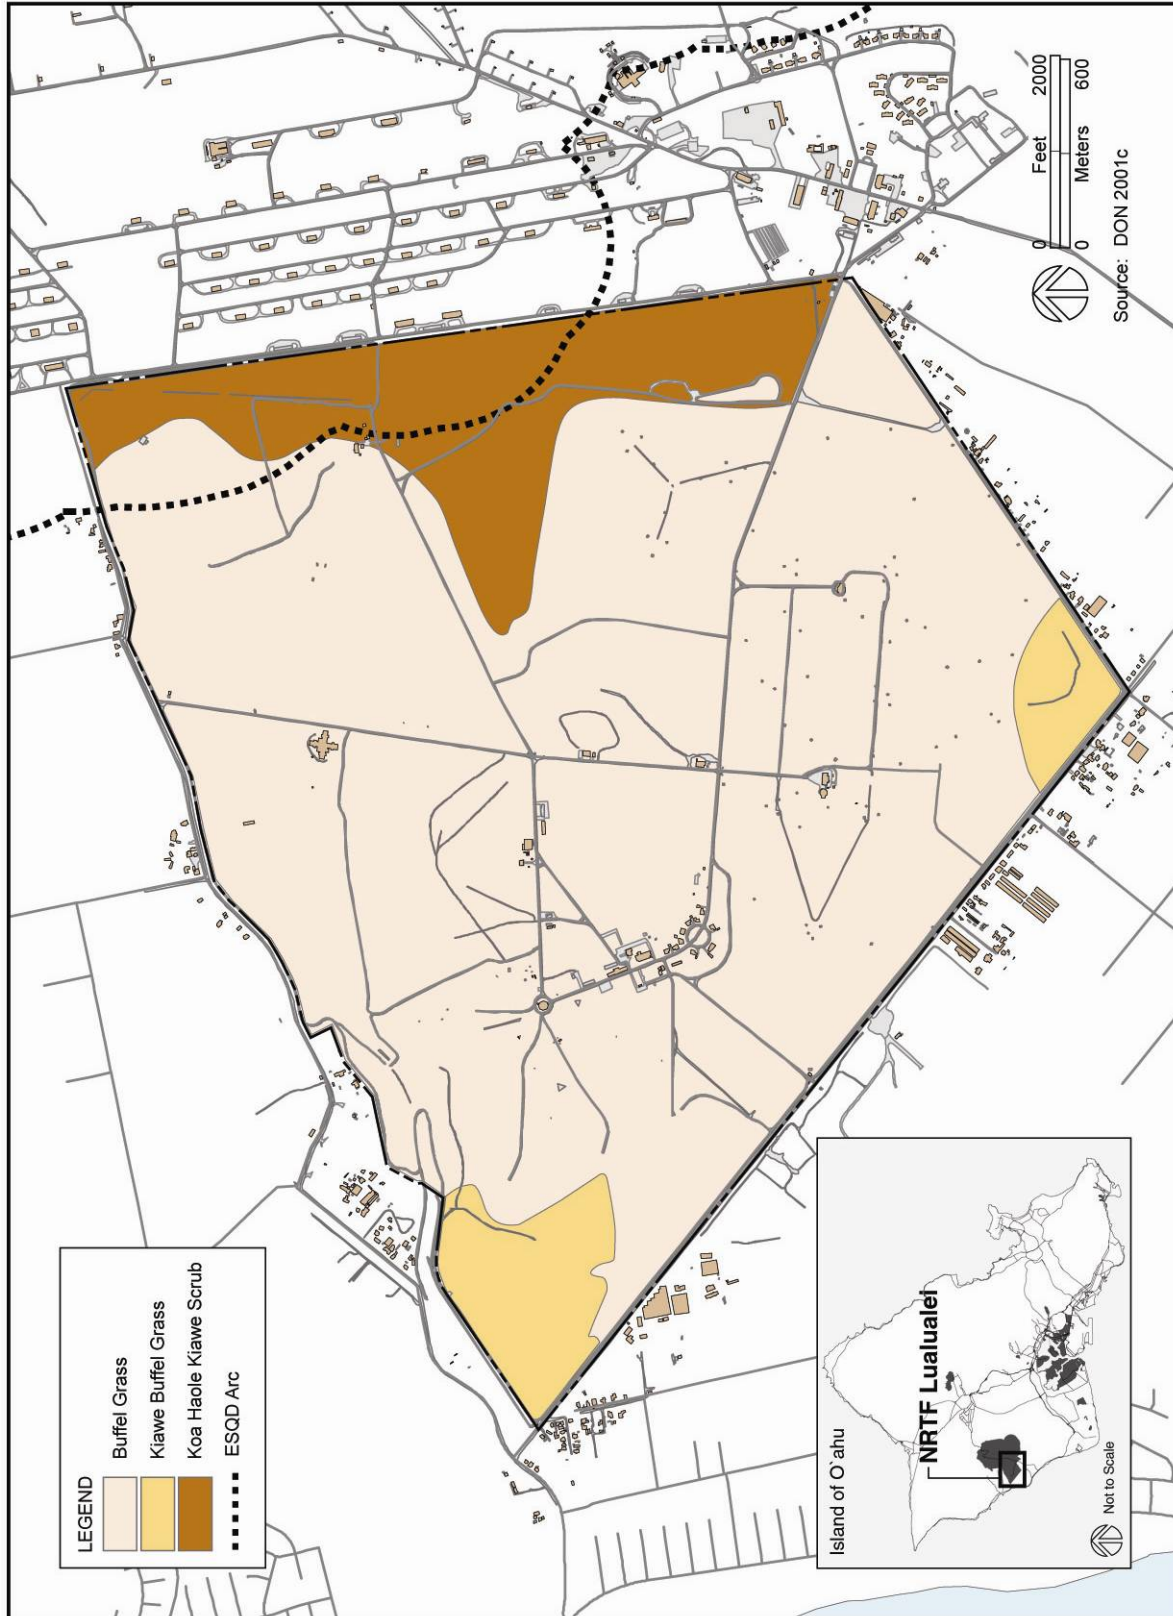 LEGEND
Buffel Grass
Kiawe Buffel Grass
Koa Haole Kiawe Scrub
ESQD Arc
Island of O`ahu
NRTF Lualualei
Not to Scale
0 Feet 2000
0 Meters 600
Source: DON 2001c